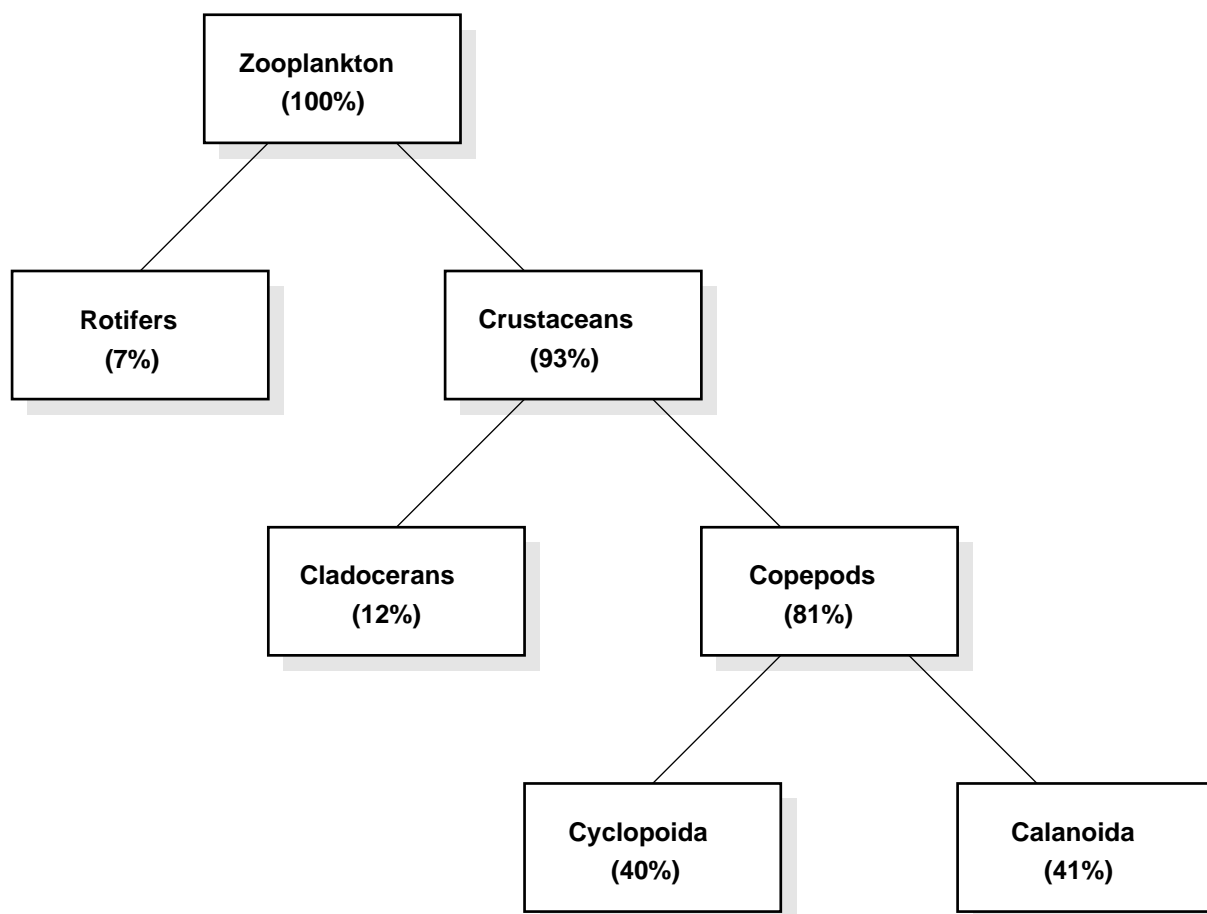 Zooplankton
(100%)
Rotifers
(7%)
Crustaceans
(93%)
Cladocerans
(12%)
Copepods
(81%)
Cyclopoida
(40%)
Calanoida
(41%)